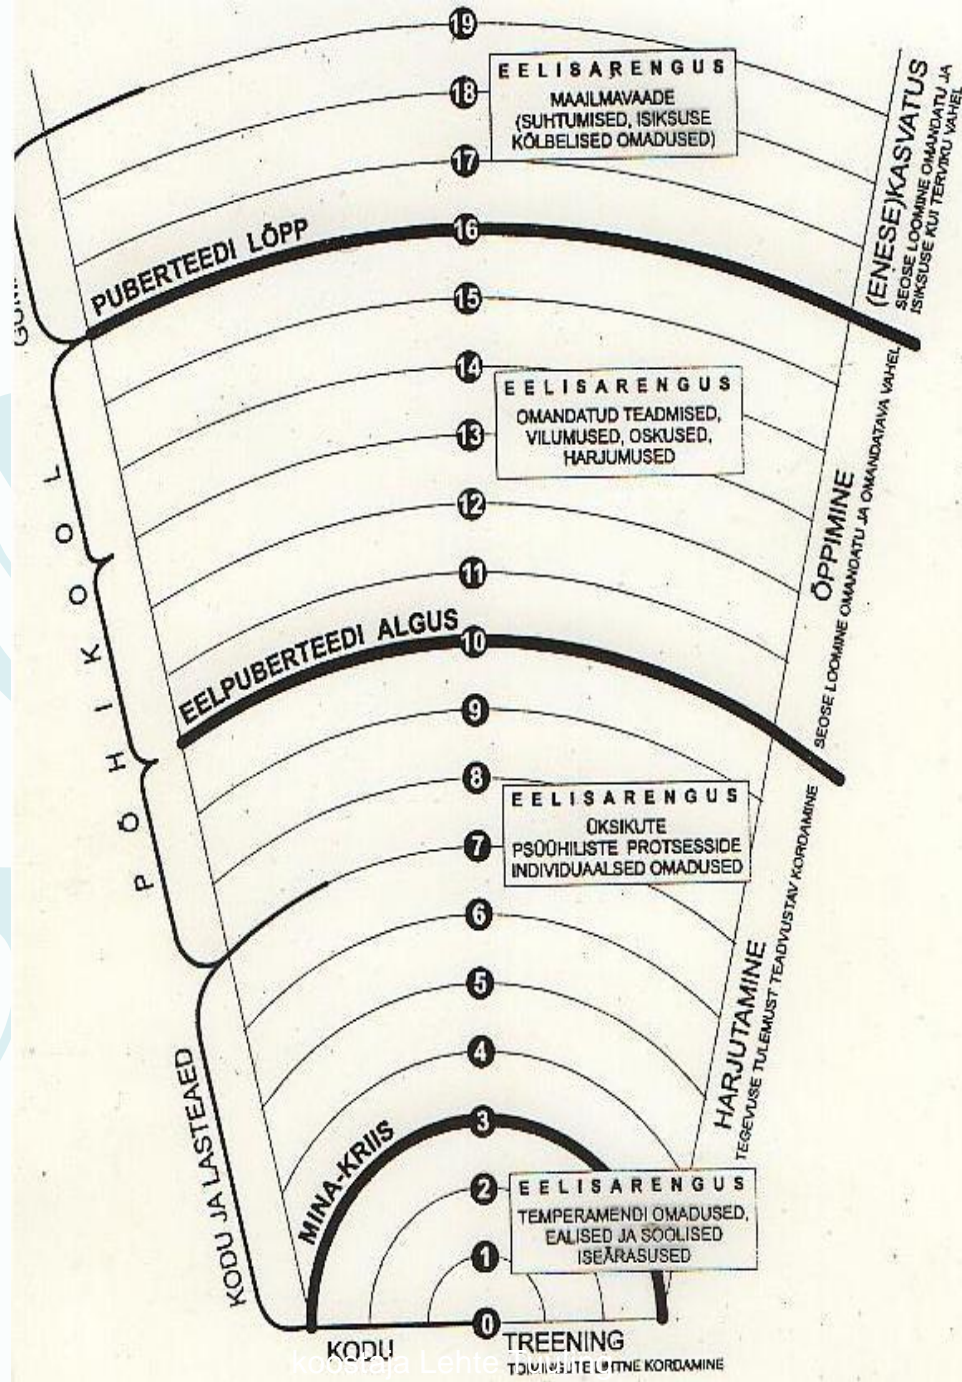 19
EELISARENGUS
18
MAAILMAVAADE
(SUHTUMISED, ISIKSUSE
KÕLBELISED OMADUSED)
17
(ENESE)KASVATUS
SEOSE LOOMINE OMANDATU JA
ISIKSUSE KUI TERVIKU VAHEL
PUBERTEEDI LÕPP
16
15
14
EELISARENGUS
OMANDATUD TEADMISED,
13
VILUMUSED, OSKUSED,
HARJUMUSED
12
ÕPPIMINE
SEOSE LOOMINE OMANDATU JA OMANDATAVA VAHEL
11
EELPUBERTEEDI ALGUS
10
9
PÕHIKOOL
8
EELISARENGUS
ÜKSIKUTE
7
PSÜÜHILISTE PROTSESSIDE
INDIVIDUAALSED OMADUSED
6
5
HARJUTAMINE
TEGEVUSE TULEMUST TEADVUSTAV KORDAMINE
4
3
MINA-KRIIS
KODU JA LASTEAED
2
EELISARENGUS
TEMPERAMENDI OMADUSED,
EALISED JA SOOLISED
1
ISEÄRASUSED
0
KODU
TREENING
koostaja Lehte
KORDAMINE